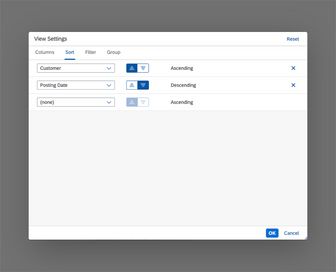 View Settings Reset
Columns Sort Filter Group
Customer Ascending
Posting Date Descending
(none) Ascending
OK Cancel